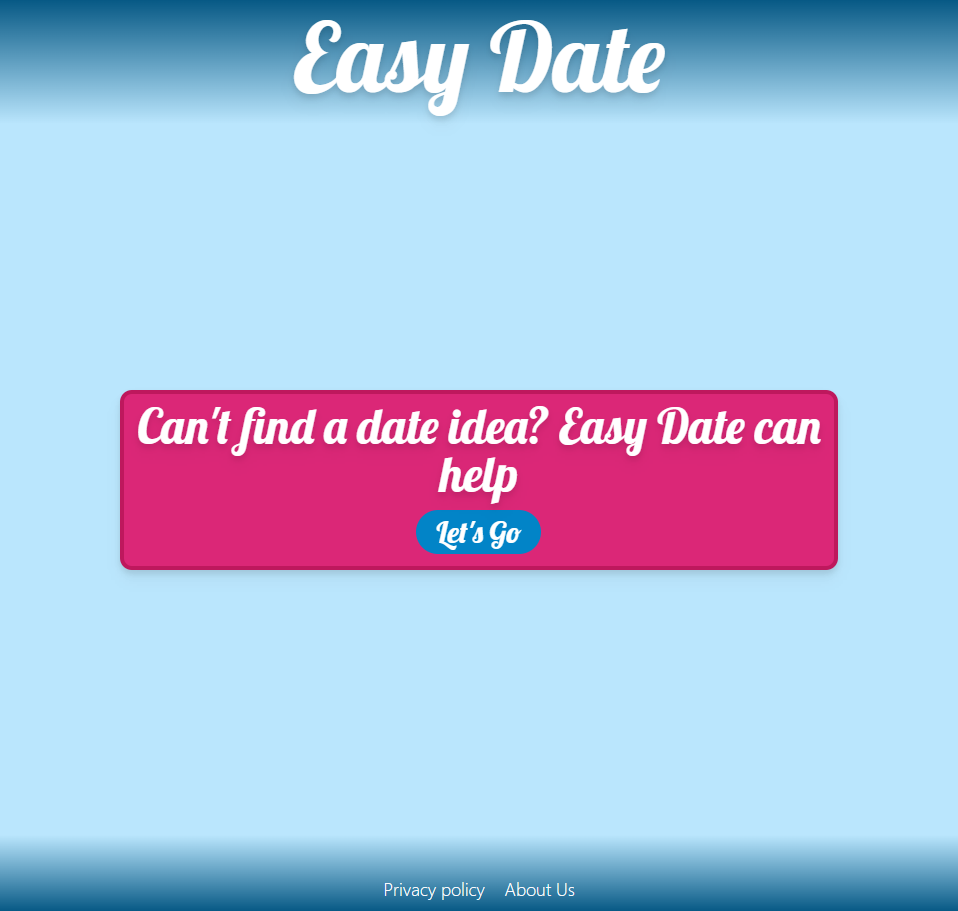 Easy Date
Can't find a date idea? Easy Date can
help
Let's Go
Privacy policy About Us